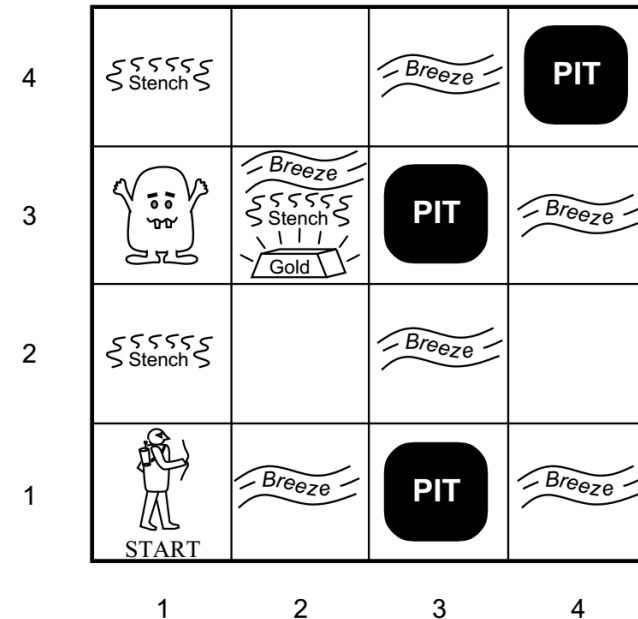 4
Stench
Breeze
PIT
3
Breeze
Stench
Gold
PIT
Breeze
2
Stench
Breeze
1
START
Breeze
PIT
Breeze
1 2 3 4